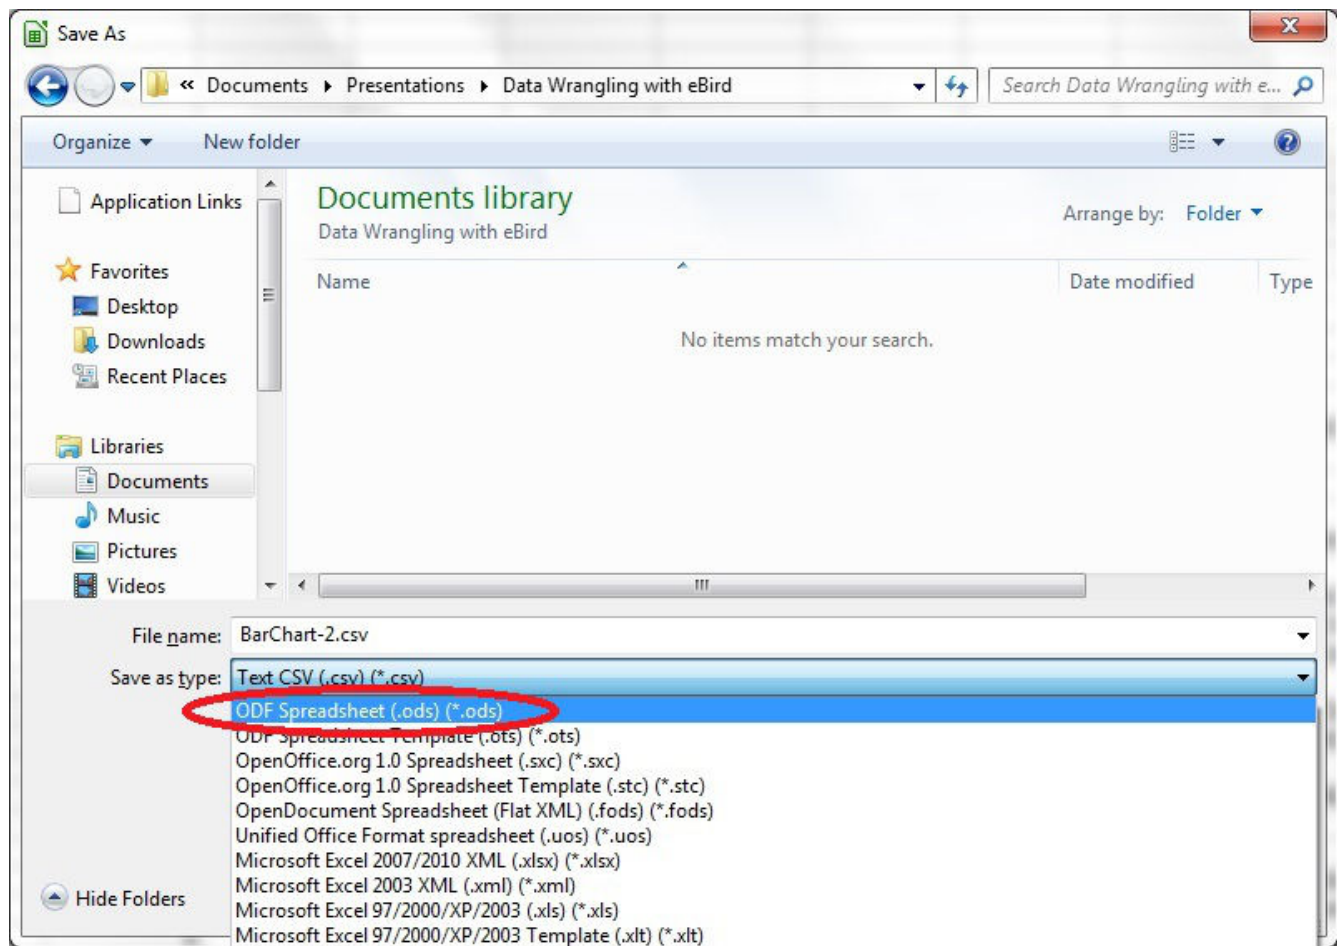 Save As
« Documents ▸ Presentations ▸ Data Wrangling with eBird
Search Data Wrangling with e...
Organize New folder
Application Links
Favorites
Desktop
Downloads
Recent Places
Libraries
Documents
Music
Pictures
Videos
Documents library
Data Wrangling with eBird
Arrange by: Folder
Name Date modified Type
No items match your search.
File name: BarChart-2.csv
Save as type: Text CSV (.csv) (*.csv)
ODF Spreadsheet (.ods) (*.ods)
ODF Spreadsheet Template (.ots) (*.ots)
OpenOffice.org 1.0 Spreadsheet (.sxc) (*.sxc)
OpenOffice.org 1.0 Spreadsheet Template (.stc) (*.stc)
OpenDocument Spreadsheet (Flat XML) (.fods) (*.fods)
Unified Office Format spreadsheet (.uos) (*.uos)
Microsoft Excel 2007/2010 XML (.xlsx) (*.xlsx)
Microsoft Excel 2003 XML (.xml) (*.xml)
Microsoft Excel 97/2000/XP/2003 (.xls) (*.xls)
Microsoft Excel 97/2000/XP/2003 Template (.xlt) (*.xlt)
Hide Folders